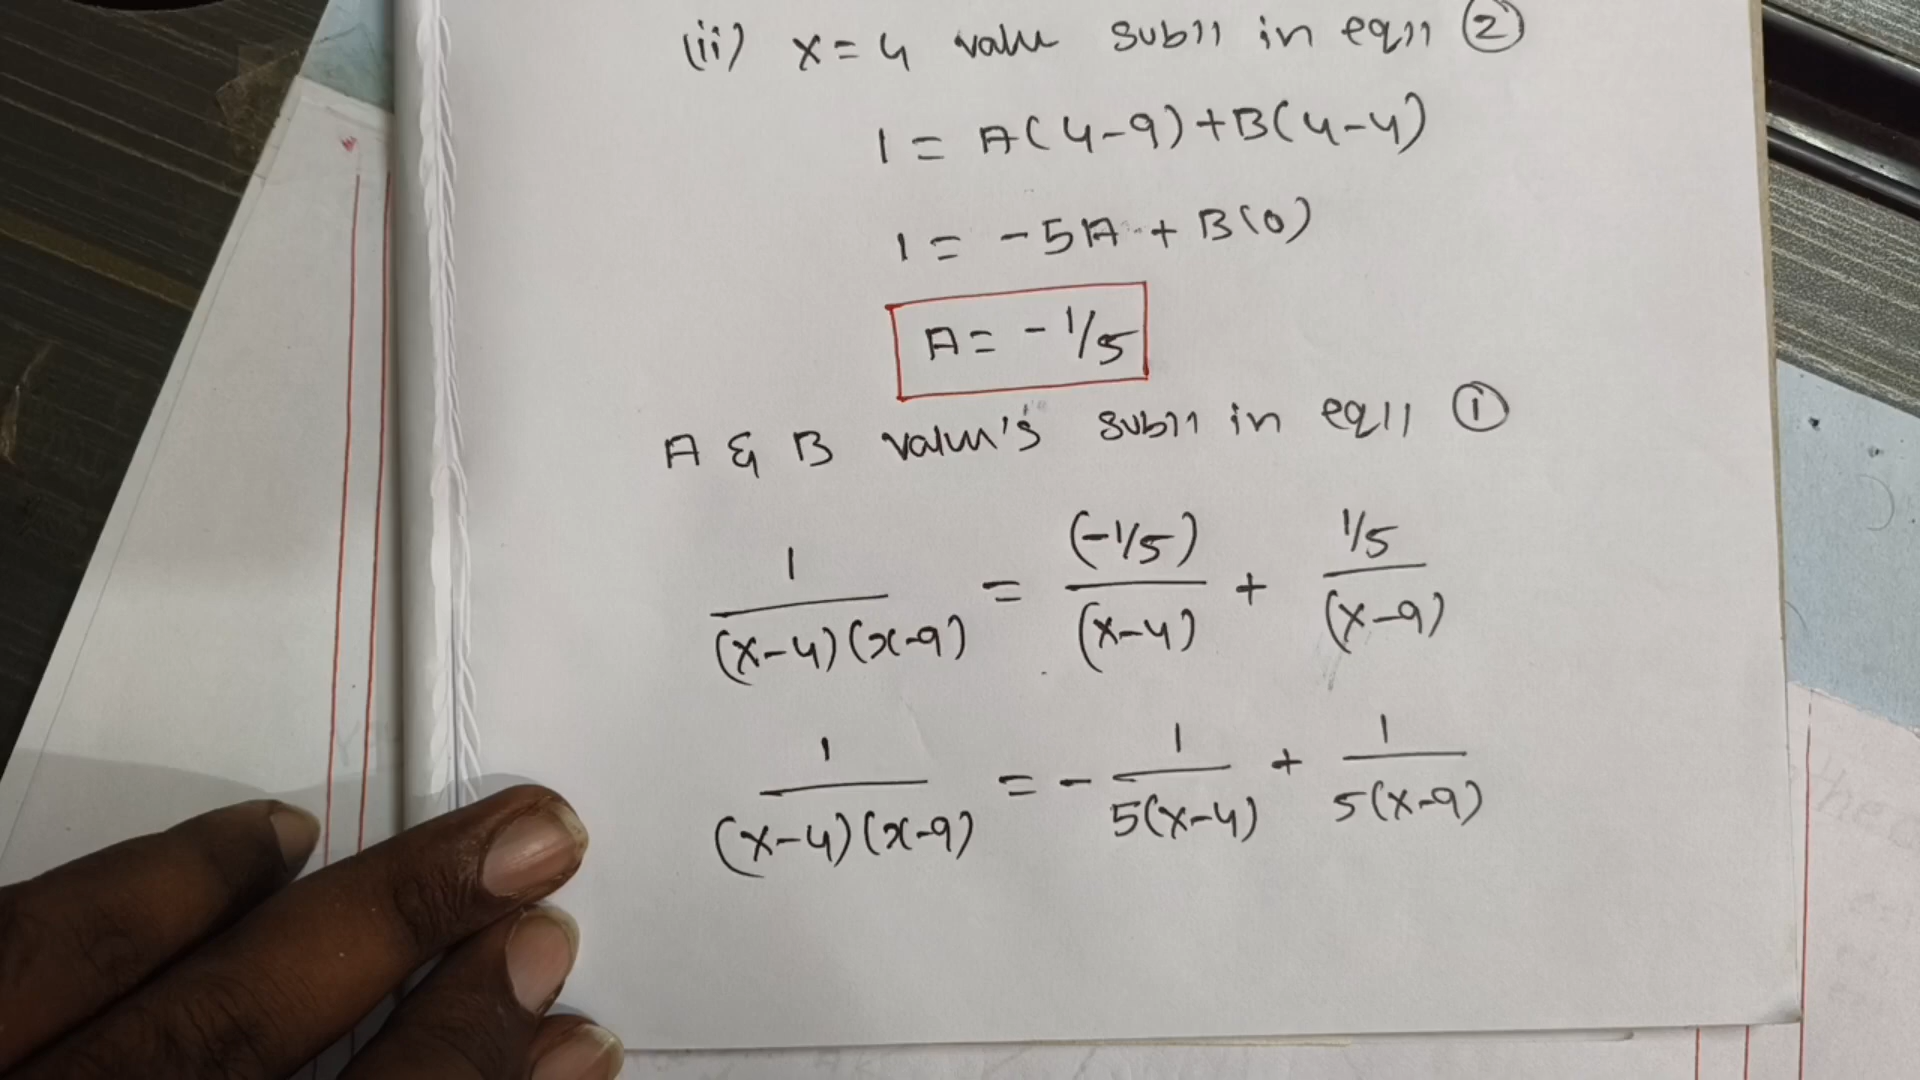 (ii) x=4 value sub11 in eq11 ②
1 = A(4-9)+B(4-4)
1 = -5A + B(0)
A = -1/5
A & B value's sub11 in eq11 ①
1/((x-4)(x-9)) = (-1/5)/(x-4) + 1/5/(x-9)
1/((x-4)(x-9)) = - 1/(5(x-4)) + 1/(5(x-9))